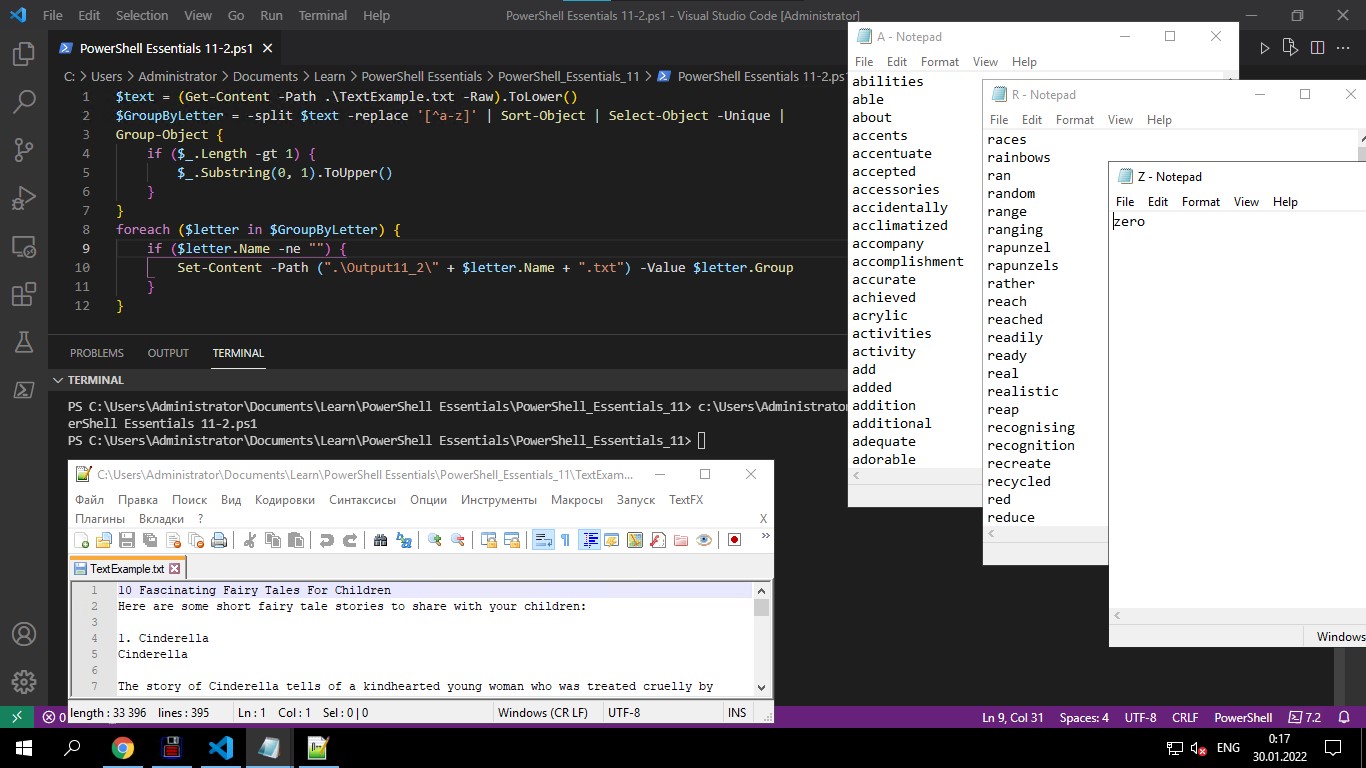 File Edit Selection View Go Run Terminal Help
PowerShell Essentials 11-2.ps1 - Visual Studio Code [Administrator]
PowerShell Essentials 11-2.ps1
C: > Users > Administrator > Documents > Learn > PowerShell Essentials > PowerShell_Essentials_11 > PowerShell Essentials 11-2.ps1
1 $text = (Get-Content -Path .\TextExample.txt -Raw).ToLower()
2 $GroupByLetter = -split $text -replace '[^a-z]' | Sort-Object | Select-Object -Unique |
3 Group-Object {
4 if ($_.Length -gt 1) {
5 $_.Substring(0, 1).ToUpper()
6 }
7 }
8 foreach ($letter in $GroupByLetter) {
9 if ($letter.Name -ne "") {
10 Set-Content -Path (".\Output11_2\" + $letter.Name + ".txt") -Value $letter.Group
11 }
12 }
PROBLEMS OUTPUT TERMINAL
TERMINAL
PS C:\Users\Administrator\Documents\Learn\PowerShell Essentials\PowerShell_Essentials_11> c:\Users\Administrator
erShell Essentials 11-2.ps1
PS C:\Users\Administrator\Documents\Learn\PowerShell Essentials\PowerShell_Essentials_11>
C:\Users\Administrator\Documents\Learn\PowerShell Essentials\PowerShell_Essentials_11\TextExam...
Файл Правка Поиск Вид Кодировки Синтаксисы Опции Инструменты Макросы Запуск TextFX
Плагины Вкладки ? X
TextExample.txt
1 10 Fascinating Fairy Tales For Children
2 Here are some short fairy tale stories to share with your children:
3
4 1. Cinderella
5 Cinderella
6
7 The story of Cinderella tells of a kindhearted young woman who was treated cruelly by
length : 33 396 lines : 395 Ln : 1 Col : 1 Sel : 0 | 0 Windows (CR LF) UTF-8 INS
A - Notepad
File Edit Format View Help
abilities
able
about
accents
accentuate
accepted
accessories
accidentally
acclimatized
accompany
accomplishment
accurate
achieved
acrylic
activities
activity
add
added
addition
additional
adequate
adorable
R - Notepad
File Edit Format View Help
races
rainbows
ran
random
range
ranging
rapunzel
rapunzels
rather
reach
reached
readily
ready
real
realistic
reap
recognising
recognition
recreate
recycled
red
reduce
Z - Notepad
File Edit Format View Help
zero
Windows
0 Ln 9, Col 31 Spaces: 4 UTF-8 CRLF PowerShell 7.2
ENG
0:17
30.01.2022